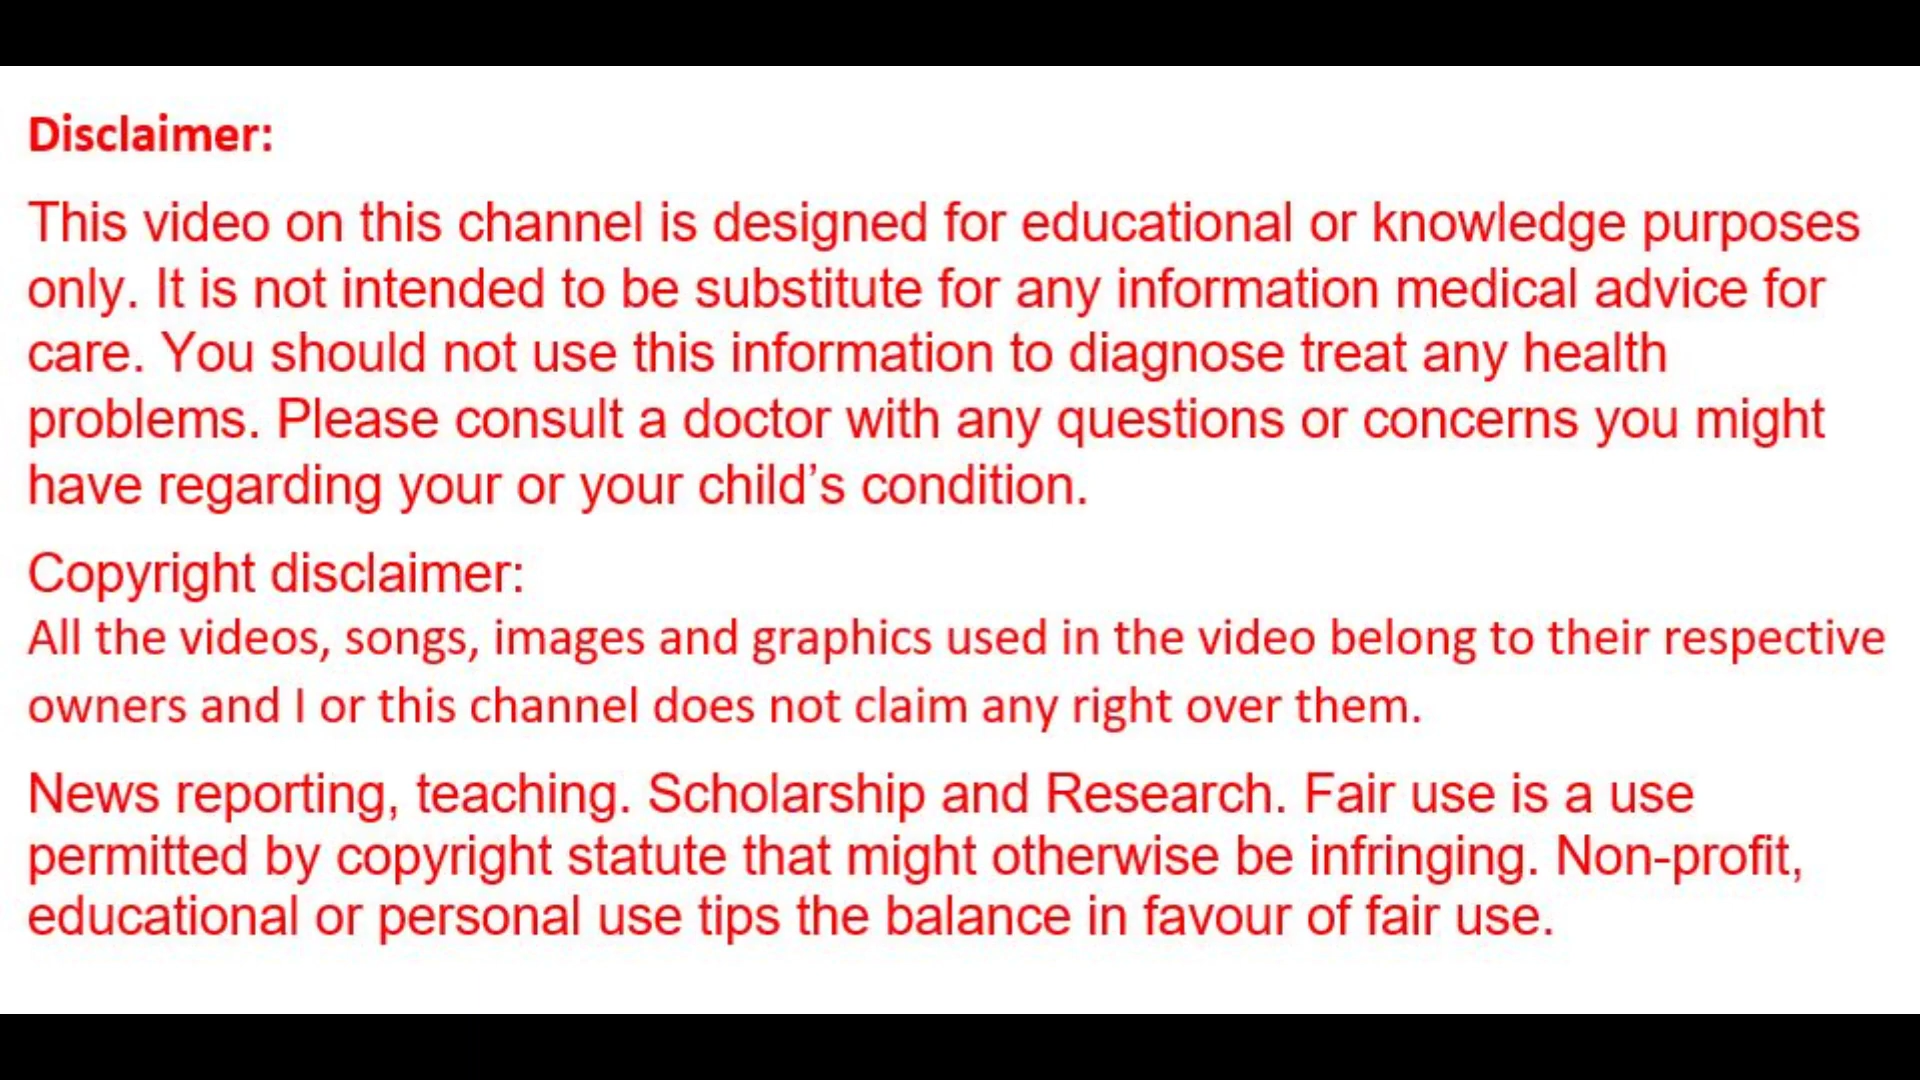 Disclaimer:
This video on this channel is designed for educational or knowledge purposes
only. It is not intended to be substitute for any information medical advice for
care. You should not use this information to diagnose treat any health
problems. Please consult a doctor with any questions or concerns you might
have regarding your or your child’s condition.
Copyright disclaimer:
All the videos, songs, images and graphics used in the video belong to their respective
owners and I or this channel does not claim any right over them.
News reporting, teaching. Scholarship and Research. Fair use is a use
permitted by copyright statute that might otherwise be infringing. Non-profit,
educational or personal use tips the balance in favour of fair use.